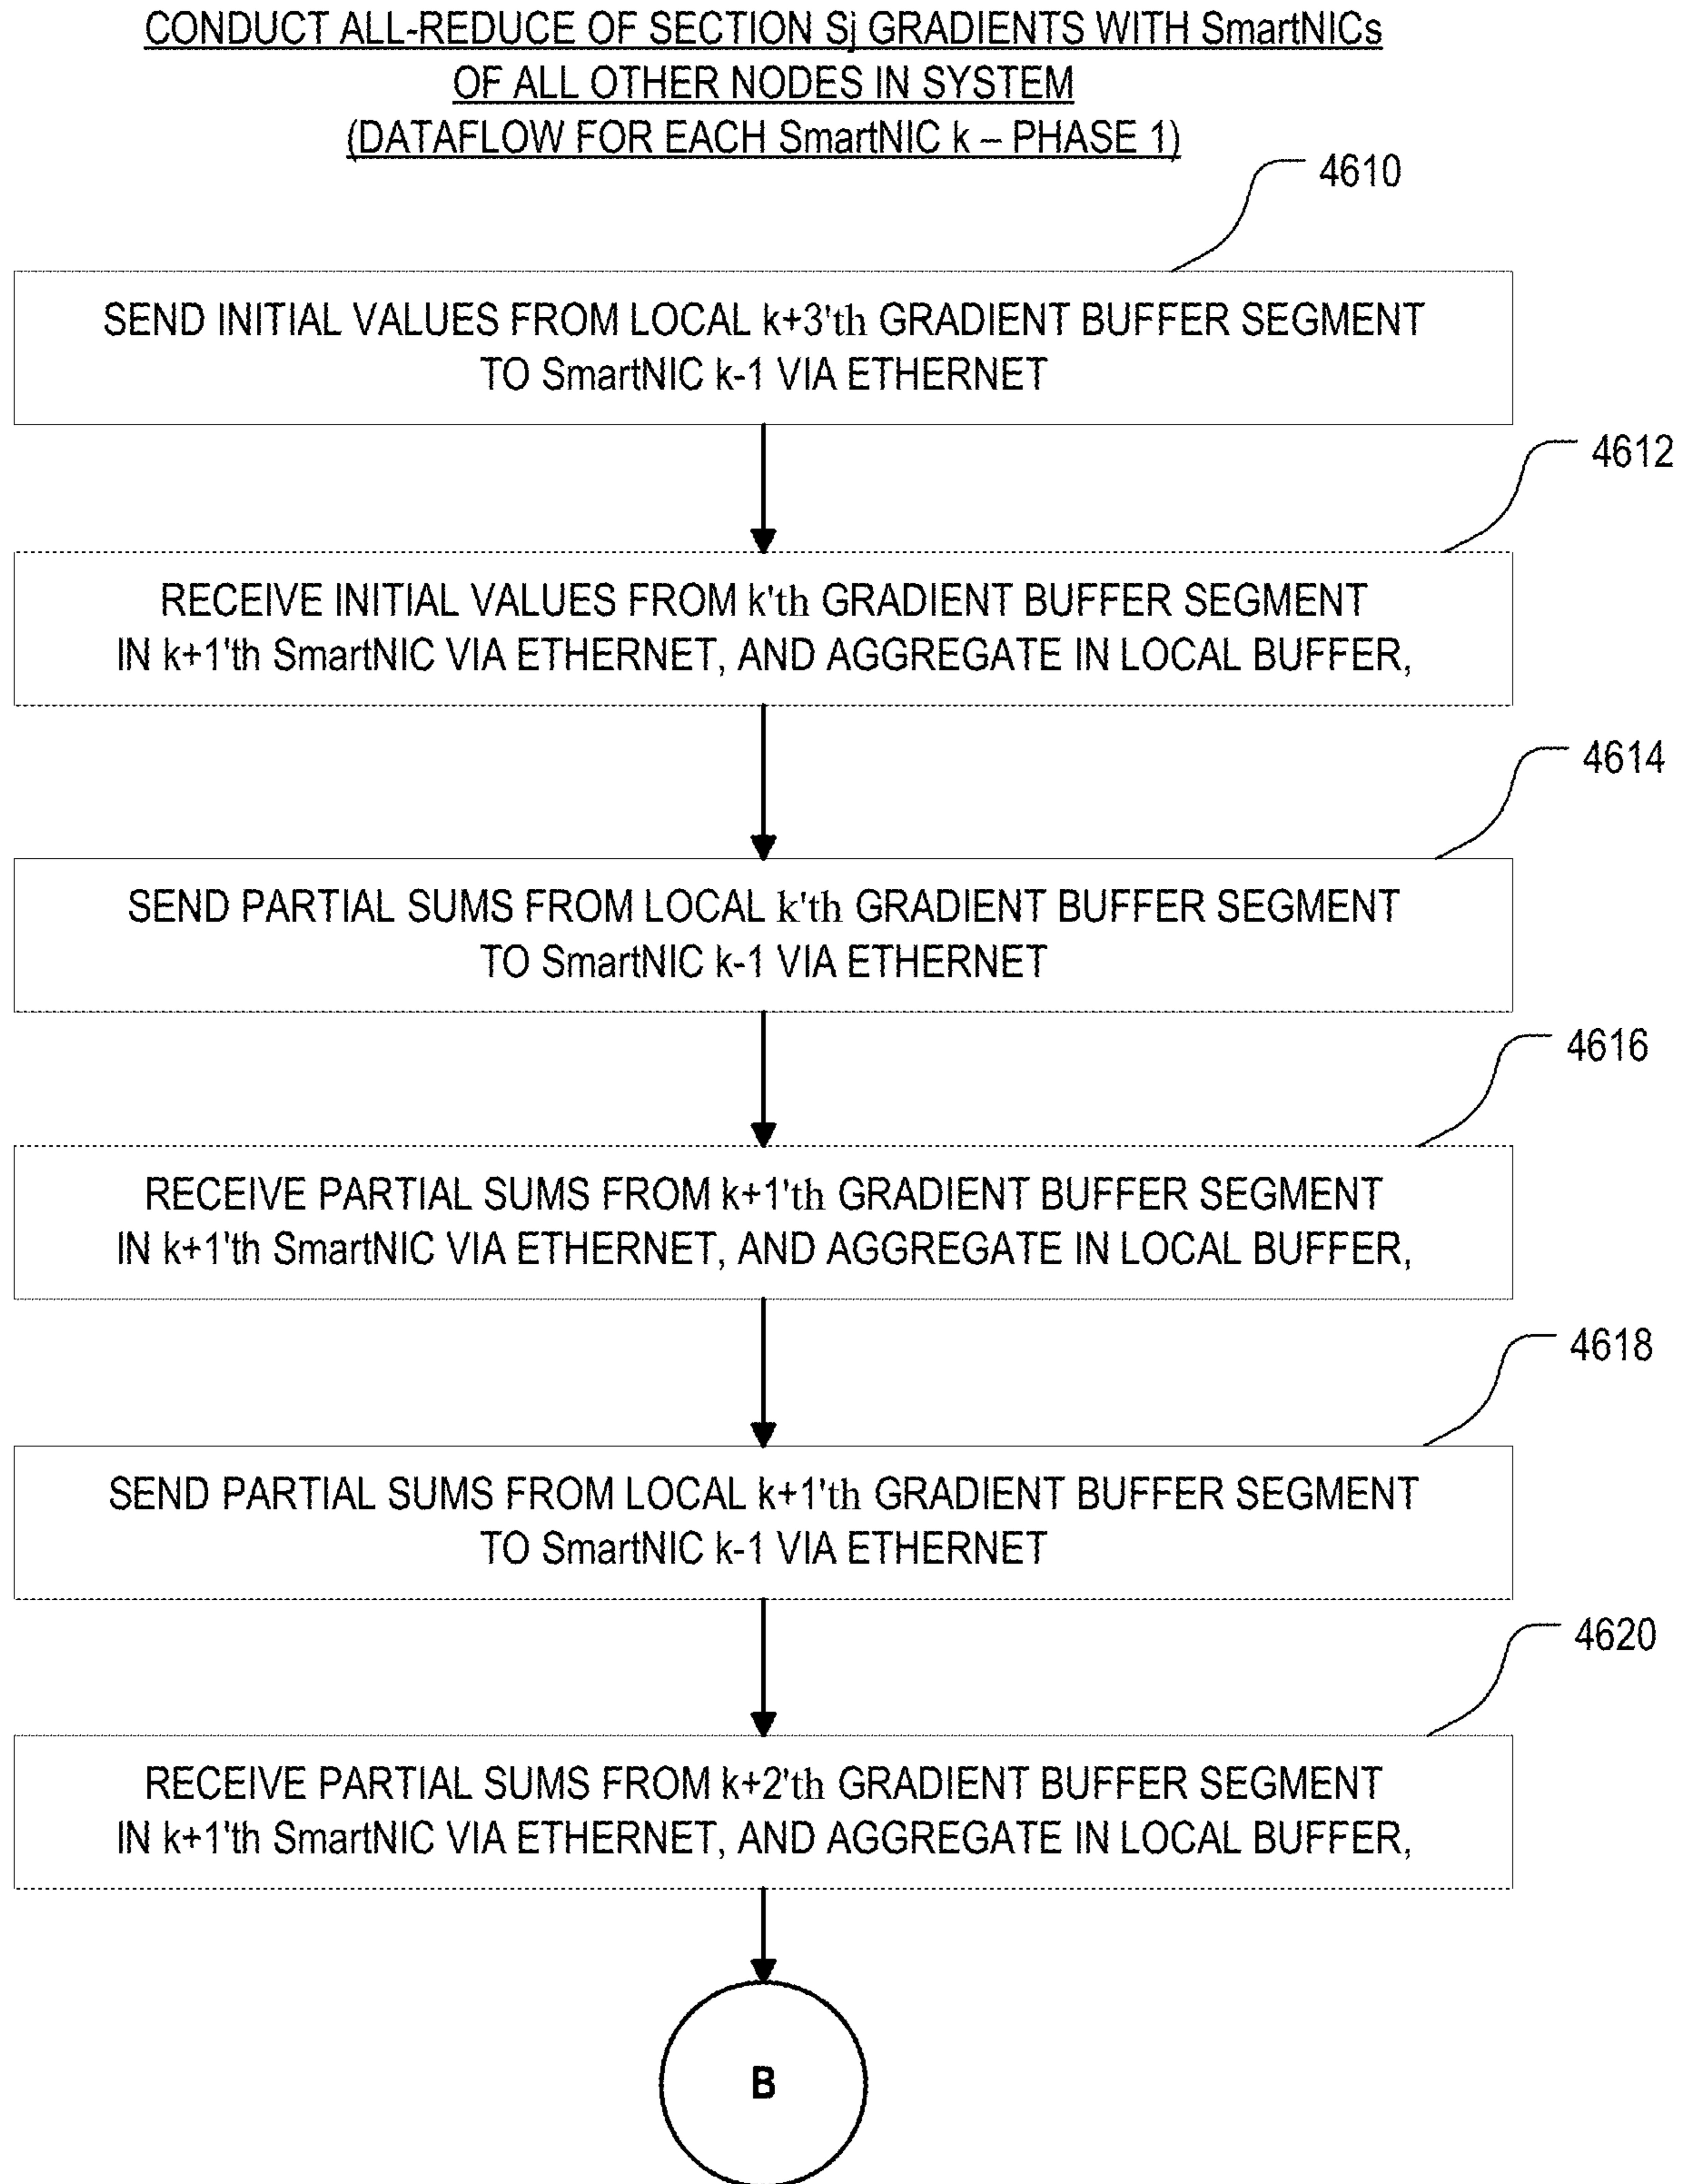 CONDUCT ALL-REDUCE OF SECTION Sj GRADIENTS WITH SmartNICs
OF ALL OTHER NODES IN SYSTEM
(DATAFLOW FOR EACH SmartNIC k – PHASE 1)
4610
SEND INITIAL VALUES FROM LOCAL k+3'th GRADIENT BUFFER SEGMENT
TO SmartNIC k-1 VIA ETHERNET
4612
RECEIVE INITIAL VALUES FROM k'th GRADIENT BUFFER SEGMENT
IN k+1'th SmartNIC VIA ETHERNET, AND AGGREGATE IN LOCAL BUFFER,
4614
SEND PARTIAL SUMS FROM LOCAL k'th GRADIENT BUFFER SEGMENT
TO SmartNIC k-1 VIA ETHERNET
4616
RECEIVE PARTIAL SUMS FROM k+1'th GRADIENT BUFFER SEGMENT
IN k+1'th SmartNIC VIA ETHERNET, AND AGGREGATE IN LOCAL BUFFER,
4618
SEND PARTIAL SUMS FROM LOCAL k+1'th GRADIENT BUFFER SEGMENT
TO SmartNIC k-1 VIA ETHERNET
4620
RECEIVE PARTIAL SUMS FROM k+2'th GRADIENT BUFFER SEGMENT
IN k+1'th SmartNIC VIA ETHERNET, AND AGGREGATE IN LOCAL BUFFER,
B